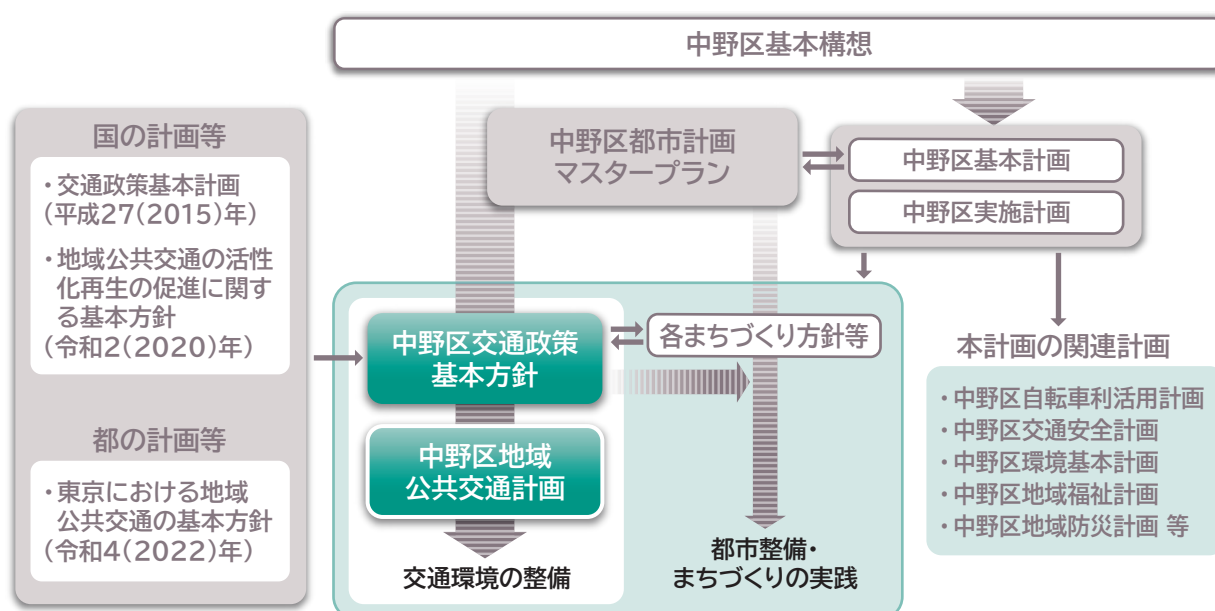 中野区基本構想
国の計画等
・交通政策基本計画
(平成27(2015)年)
・地域公共交通の活性
化再生の促進に関す
る基本方針
(令和2(2020)年)
都の計画等
・東京における地域
公共交通の基本方針
(令和4(2022)年)
中野区都市計画
マスタープラン
中野区基本計画
中野区実施計画
中野区交通政策
基本方針
各まちづくり方針等
中野区地域
公共交通計画
交通環境の整備
都市整備・
まちづくりの実践
本計画の関連計画
・中野区自転車利活用計画
・中野区交通安全計画
・中野区環境基本計画
・中野区地域福祉計画
・中野区地域防災計画 等